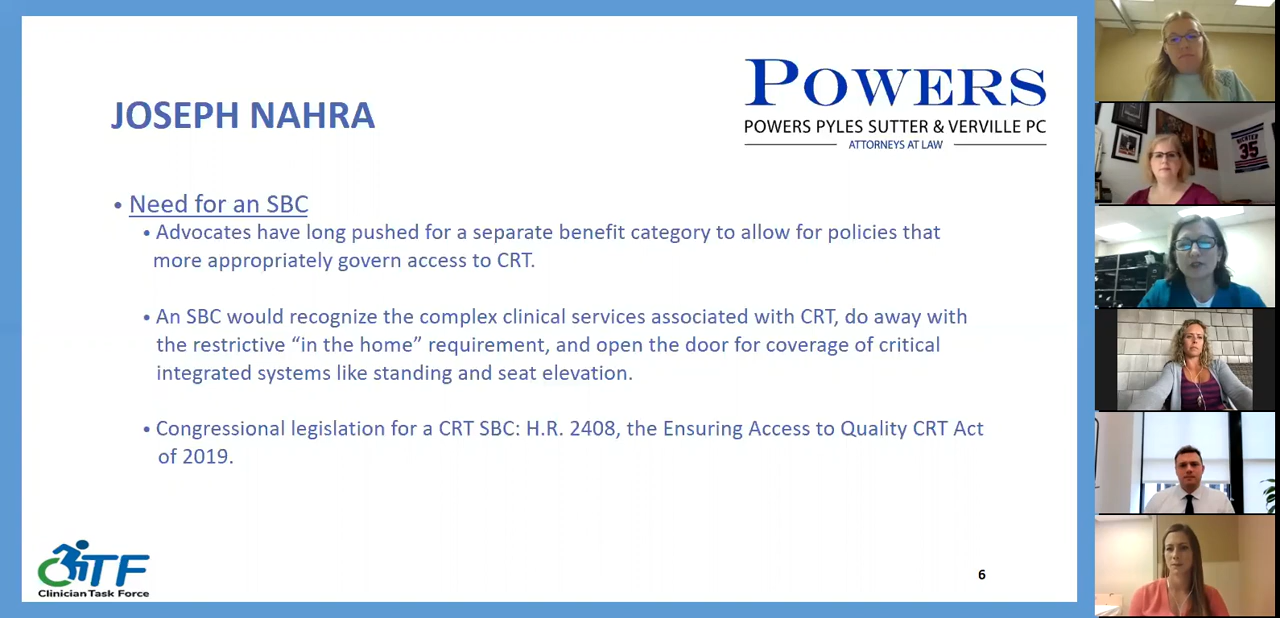 JOSEPH NAHRA
POWERS
POWERS PYLES SUTTER & VERVILLE PC
ATTORNEYS AT LAW
• Need for an SBC
• Advocates have long pushed for a separate benefit category to allow for policies that
more appropriately govern access to CRT.
• An SBC would recognize the complex clinical services associated with CRT, do away with
the restrictive “in the home” requirement, and open the door for coverage of critical
integrated systems like standing and seat elevation.
• Congressional legislation for a CRT SBC: H.R. 2408, the Ensuring Access to Quality CRT Act
of 2019.
CTF
Clinician Task Force
6
35